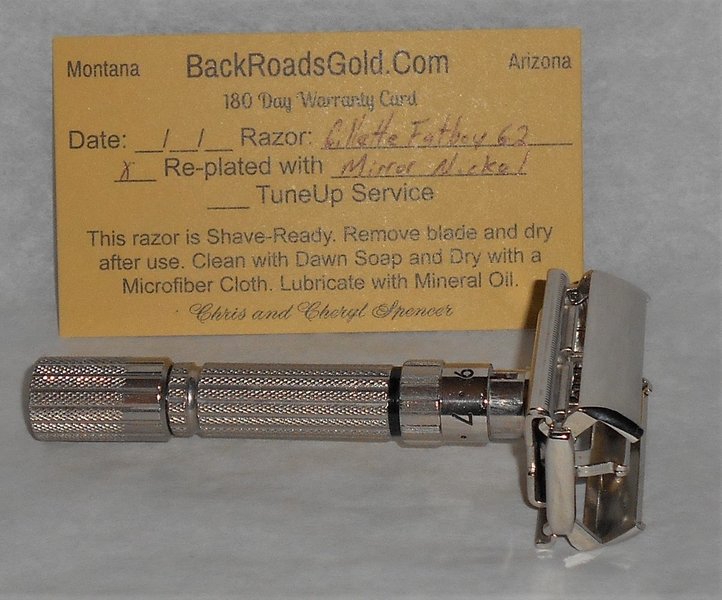 Montana BackRoadsGold.Com Arizona
180 Day Warranty Card
Date: __/__/__ Razor: Gillette Fatboy 62
X Re-plated with Mirror Nickel
___ TuneUp Service
This razor is Shave-Ready. Remove blade and dry
after use. Clean with Dawn Soap and Dry with a
Microfiber Cloth. Lubricate with Mineral Oil.
Chris and Cheryl Spencer
7 · 9